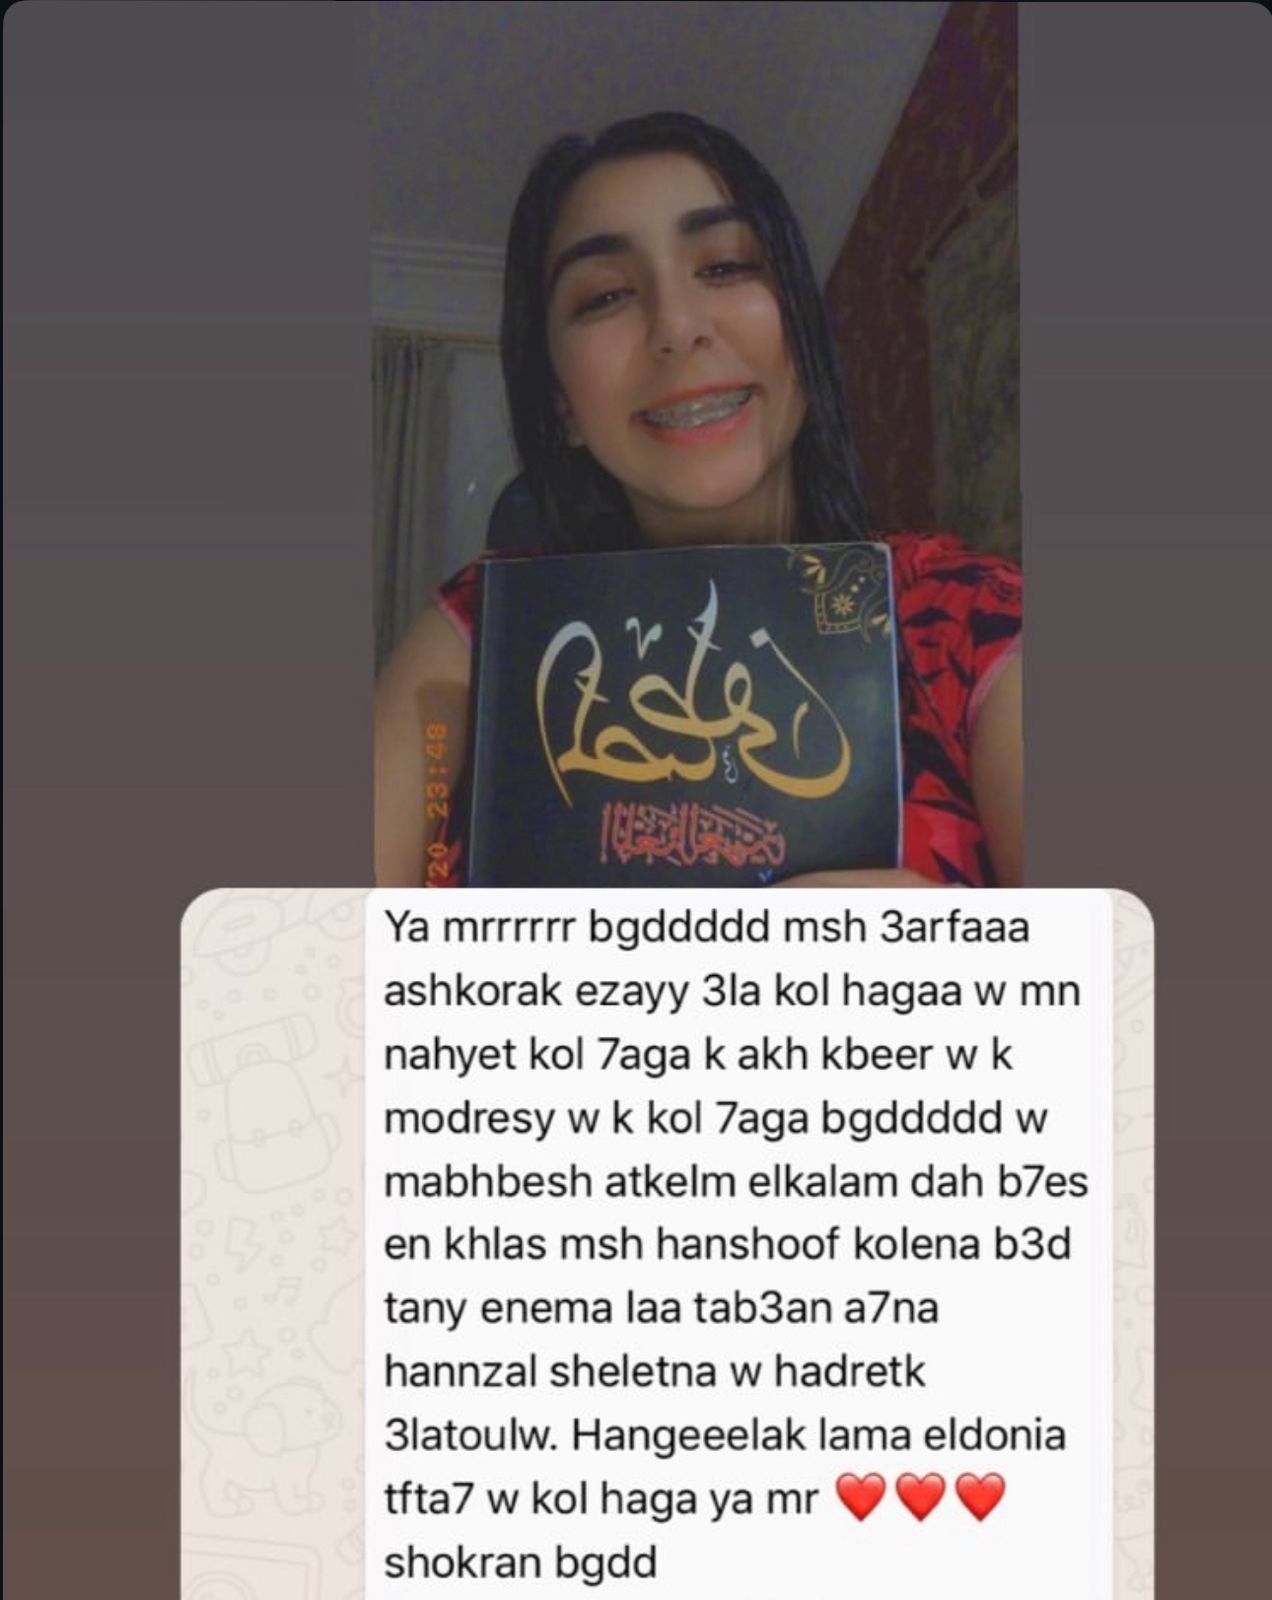 20 23:48
Ya mrrrrrr bgddddd msh 3arfaaa
ashkorak ezayy 3la kol hagaa w mn
nahyet kol 7aga k akh kbeer w k
modresy w k kol 7aga bgddddd w
mabhbesh atkelm elkalam dah b7es
en khlas msh hanshoof kolena b3d
tany enema laa tab3an a7na
hannzal sheletna w hadretk
3latoulw. Hangeeelak lama eldonia
tfta7 w kol haga ya mr ❤️❤️❤️
shokran bgdd